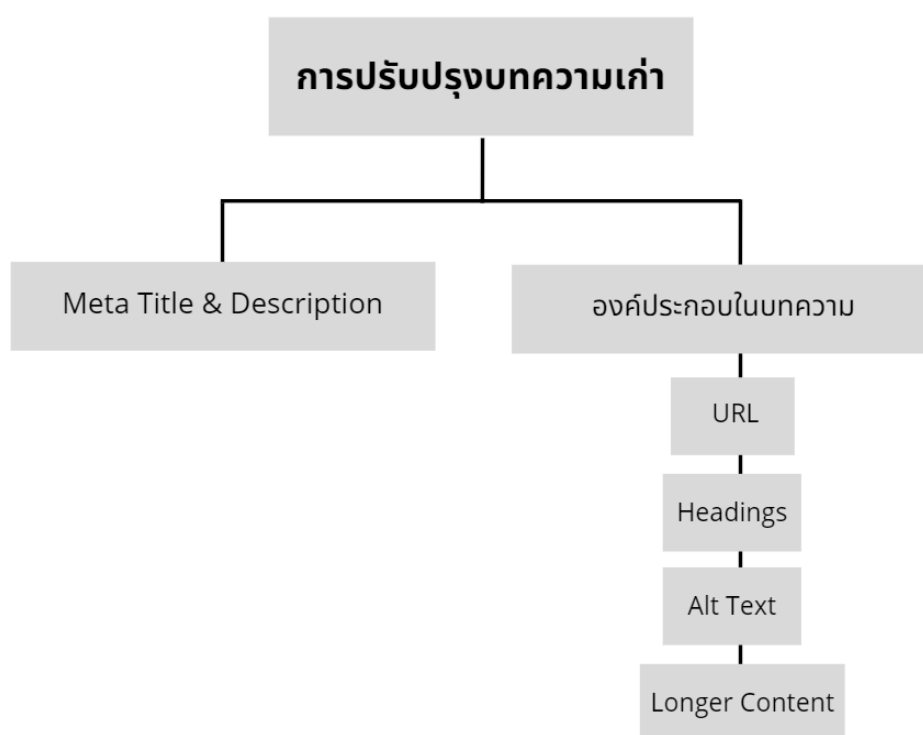 การปรับปรุงบทความเก่า
Meta Title & Description
องค์ประกอบในบทความ
URL
Headings
Alt Text
Longer Content